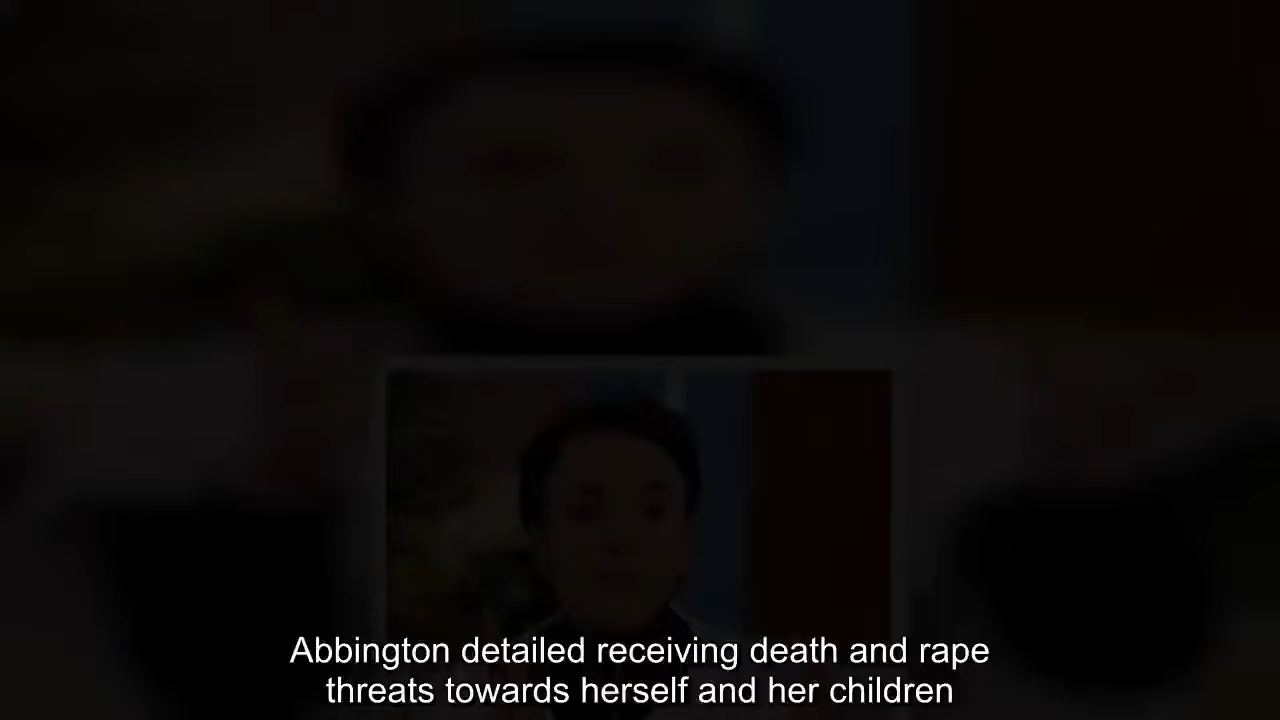 Abbington detailed receiving death and rape
threats towards herself and her children